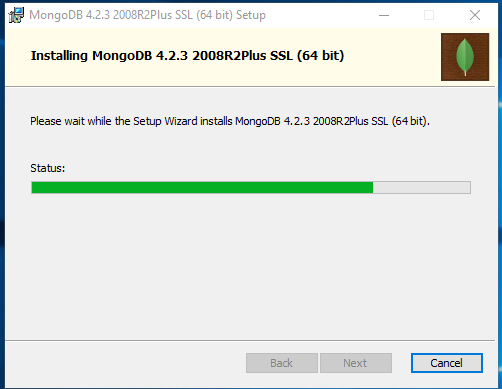 MongoDB 4.2.3 2008R2Plus SSL (64 bit) Setup
Installing MongoDB 4.2.3 2008R2Plus SSL (64 bit)
Please wait while the Setup Wizard installs MongoDB 4.2.3 2008R2Plus SSL (64 bit).
Status:
Back Next Cancel